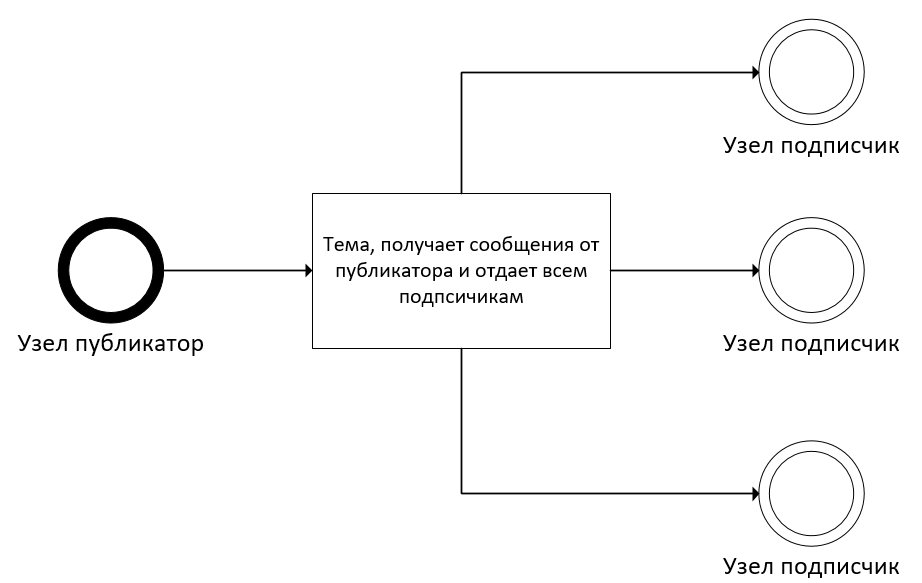 Узел подписчик
Тема, получает сообщения от
публикатора и отдает всем
подпсичикам
Узел публикатор
Узел подписчик
Узел подписчик